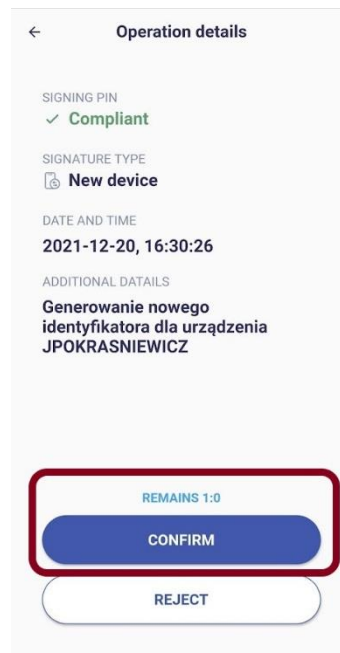 Operation details
SIGNING PIN
Compliant
SIGNATURE TYPE
New device
DATE AND TIME
2021-12-20, 16:30:26
ADDITIONAL DATAILS
Generowanie nowego
identyfikatora dla urządzenia
JPOKRASNIEWICZ
REMAINS 1:0
CONFIRM
REJECT